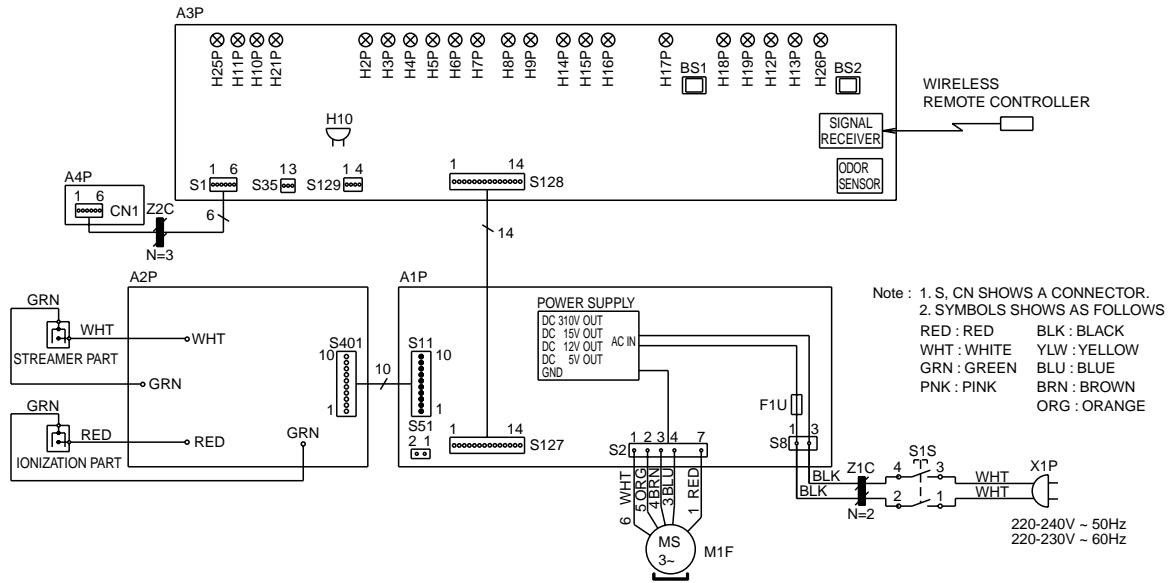 A3P
H25P H11P H10P H21P H2P H3P H4P H5P H6P H7P H8P H9P H14P H15P H16P H17P H18P H19P H12P H13P H26P
BS1 BS2
WIRELESS
REMOTE CONTROLLER
H10
SIGNAL
RECEIVER
ODOR
SENSOR
1 6
S1
1 3
S35
1 4
S129
1 14
S128
A4P
1 6
CN1
Z2C
N=3
6
14
A2P
GRN
WHT
WHT
STREAMER PART
GRN
GRN
RED
RED
IONIZATION PART
GRN
S401
10
1
10
A1P
S11
10
1
S51
2 1
1 14
S127
POWER SUPPLY
DC 310V OUT
DC 15V OUT
DC 12V OUT
DC 5V OUT
GND
AC IN
F1U
1 3
S8
S2
1 2 3 4 7
6 WHT
5 ORG
4 BRN
3 BLU
1 RED
MS
3~
M1F
BLK
BLK
Z1C
N=2
S1S
4 3
2 1
WHT
WHT
X1P
220-240V ~ 50Hz
220-230V ~ 60Hz
Note : 1. S, CN SHOWS A CONNECTOR.
2. SYMBOLS SHOWS AS FOLLOWS
RED : RED BLK : BLACK
WHT : WHITE YLW : YELLOW
GRN : GREEN BLU : BLUE
PNK : PINK BRN : BROWN
ORG : ORANGE